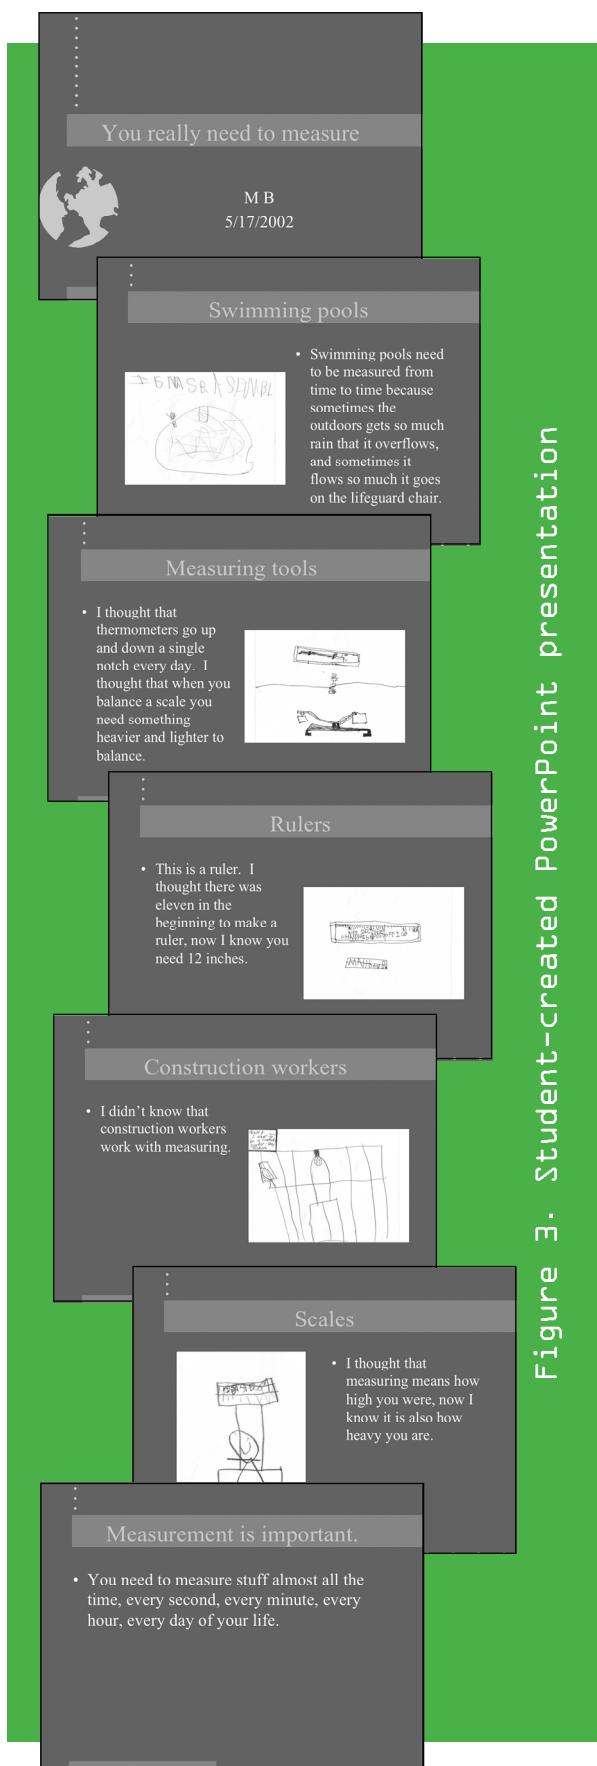 You really need to measure
M B
5/17/2002
Swimming pools
• Swimming pools need
to be measured from
time to time because
sometimes the
outdoors gets so much
rain that it overflows,
and sometimes it
flows so much it goes
on the lifeguard chair.
Measuring tools
• I thought that
thermometers go up
and down a single
notch every day. I
thought that when you
balance a scale you
need something
heavier and lighter to
balance.
Rulers
• This is a ruler. I
thought there was
eleven in the
beginning to make a
ruler, now I know you
need 12 inches.
Construction workers
• I didn't know that
construction workers
work with measuring.
Scales
• I thought that
measuring means how
high you were, now I
know it is also how
heavy you are.
Measurement is important.
• You need to measure stuff almost all the
time, every second, every minute, every
hour, every day of your life.
Figure 3. Student-created PowerPoint presentation